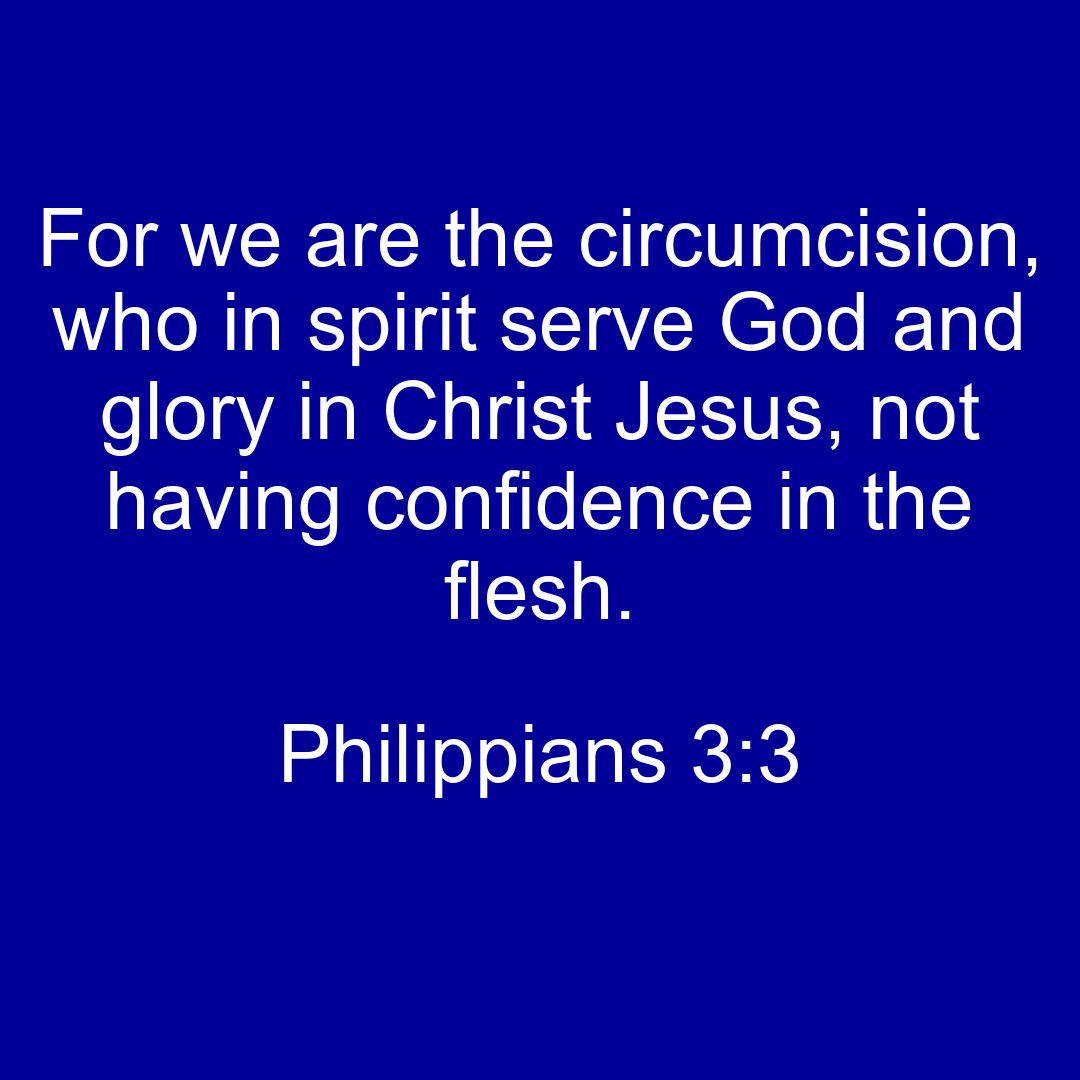 For we are the circumcision,
who in spirit serve God and
glory in Christ Jesus, not
having confidence in the
flesh.
Philippians 3:3